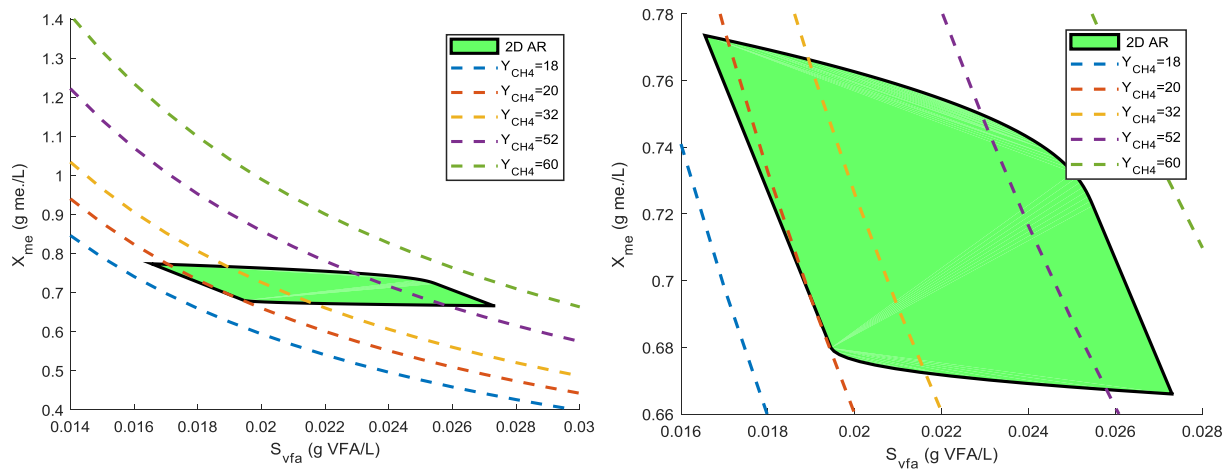 1.4
1.3
1.2
1.1
1
0.9
0.8
0.7
0.6
0.5
0.4
X_me (g me./L)
0.014
0.016
0.018
0.02
0.022
0.024
0.026
0.028
0.03
S_vfa (g VFA/L)
2D AR
Y_CH4=18
Y_CH4=20
Y_CH4=32
Y_CH4=52
Y_CH4=60
0.78
0.76
0.74
0.72
0.7
0.68
0.66
X_me (g me./L)
0.016
0.018
0.02
0.022
0.024
0.026
0.028
S_vfa (g VFA/L)
2D AR
Y_CH4=18
Y_CH4=20
Y_CH4=32
Y_CH4=52
Y_CH4=60